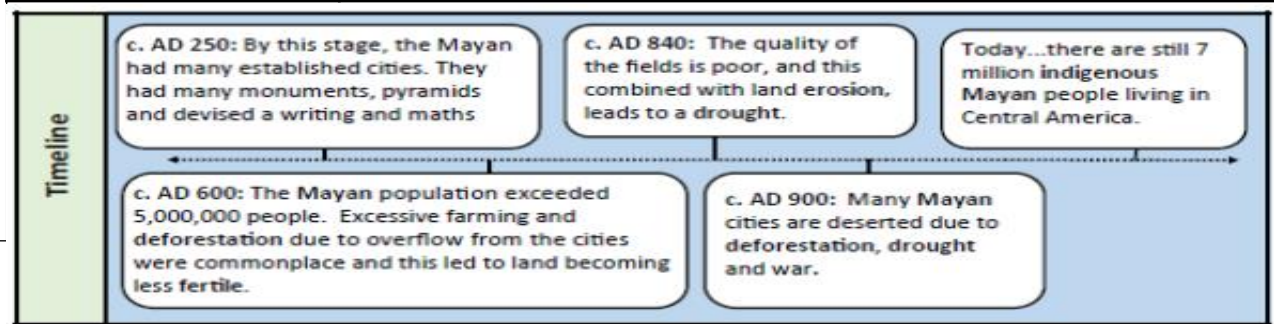 Timeline
c. AD 250: By this stage, the Mayan
had many established cities. They
had many monuments, pyramids
and devised a writing and maths
c. AD 600: The Mayan population exceeded
5,000,000 people. Excessive farming and
deforestation due to overflow from the cities
were commonplace and this led to land becoming
less fertile.
c. AD 840: The quality of
the fields is poor, and this
combined with land erosion,
leads to a drought.
c. AD 900: Many Mayan
cities are deserted due to
deforestation, drought
and war.
Today...there are still 7
million indigenous
Mayan people living in
Central America.